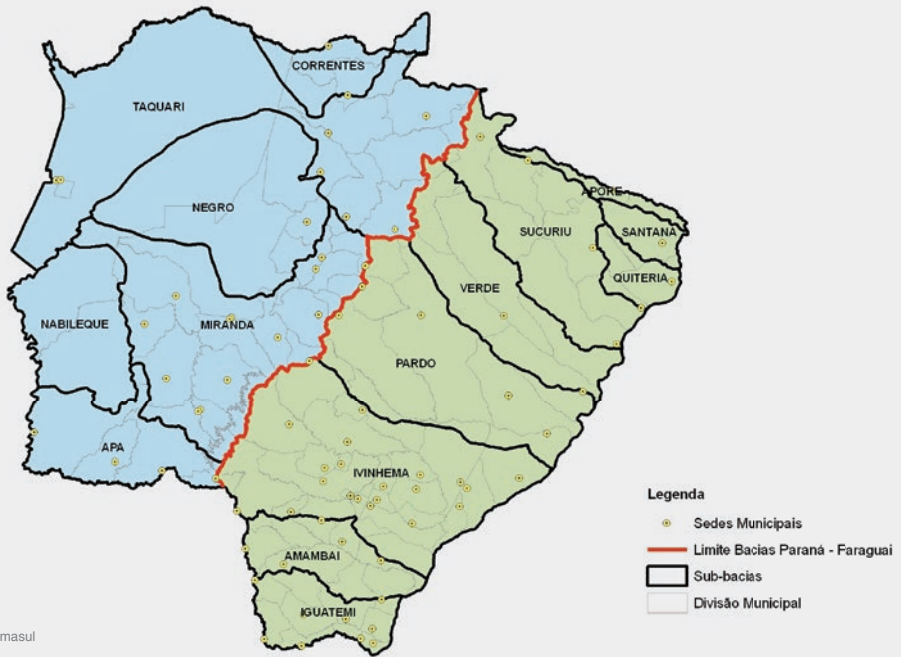 CORRENTES
TAQUARI
NEGRO
APORE
SUCURIU
SANTANA
QUITERIA
VERDE
NABILEQUE
MIRANDA
PARDO
APA
IVINHEMA
AMAMBAI
IGUATEMI
Legenda
Sedes Municipais
Limite Bacias Paraná - Faraguai
Sub-bacias
Divisão Municipal
masul